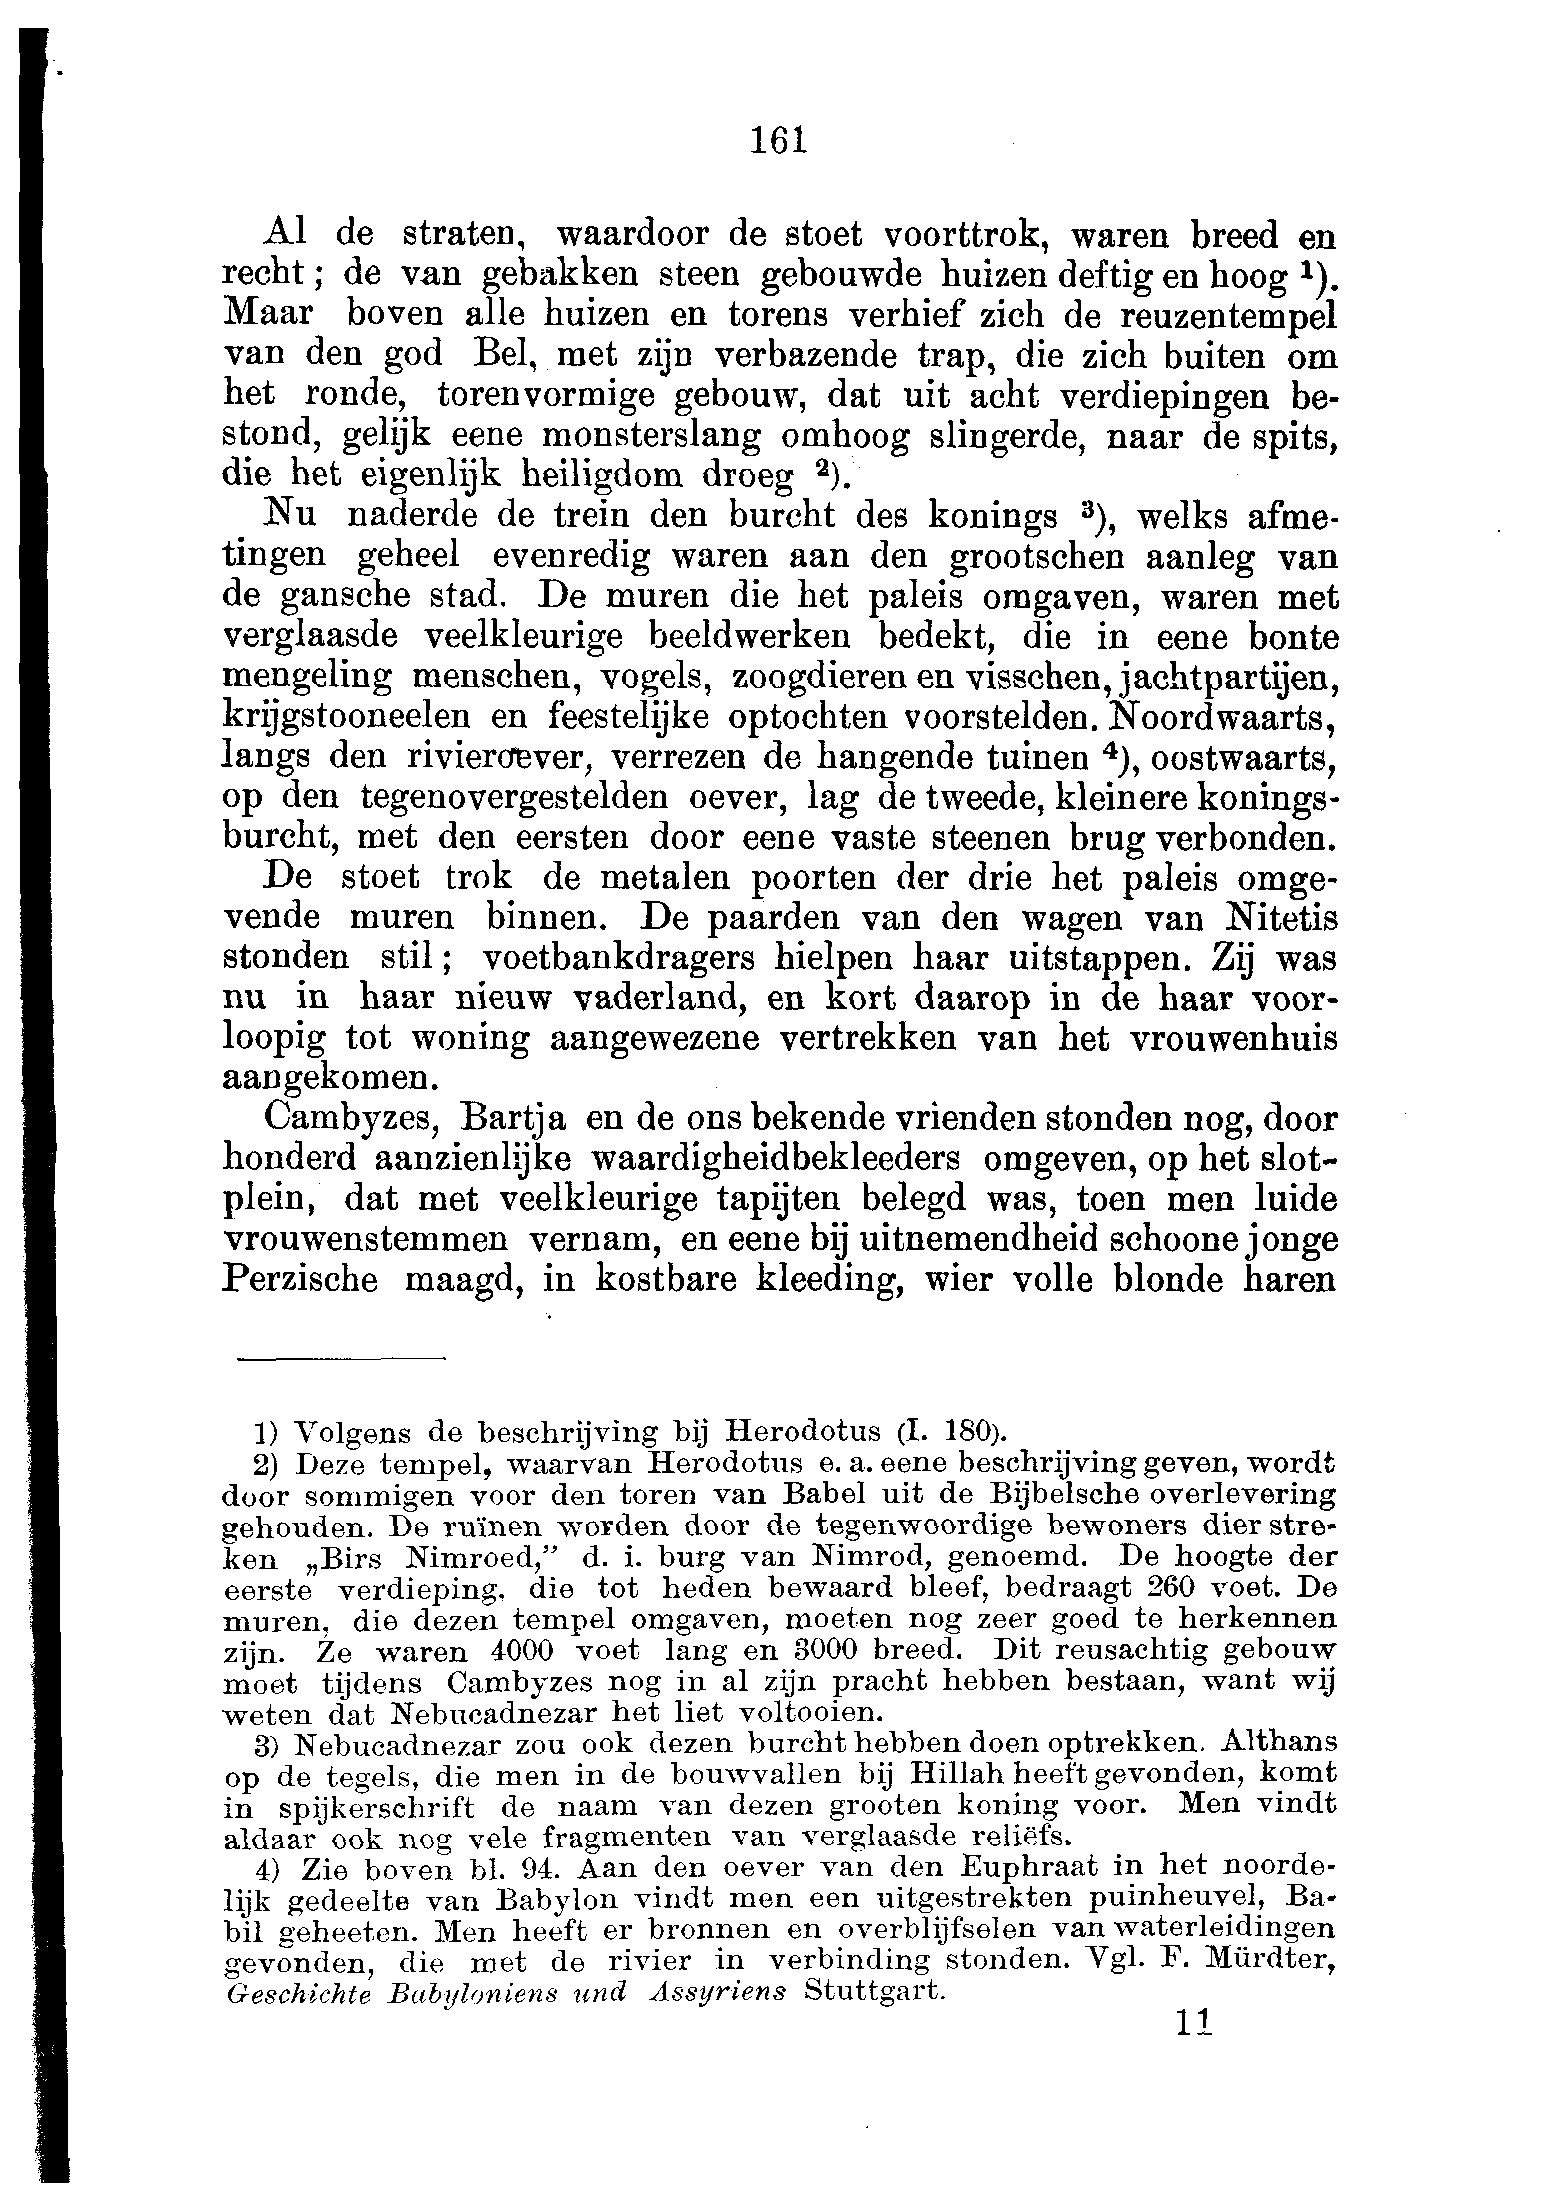 161
Al de straten, waardoor de stoet voorttrok, waren breed en
recht; de van gebakken steen gebouwde huizen deftig en hoog ¹).
Maar boven alle huizen en torens verhief zich de reuzentempel
van den god Bel, met zijn verbazende trap, die zich buiten om
het ronde, torenvormige gebouw, dat uit acht verdiepingen be-
stond, gelijk eene monsterslang omhoog slingerde, naar de spits,
die het eigenlijk heiligdom droeg ²).
Nu naderde de trein den burcht des konings ³), welks afme-
tingen geheel evenredig waren aan den grootschen aanleg van
de gansche stad. De muren die het paleis omgaven, waren met
verglaasde veelkleurige beeldwerken bedekt, die in eene bonte
mengeling menschen, vogels, zoogdieren en visschen, jachtpartijen,
krijgstooneelen en feestelijke optochten voorstelden. Noordwaarts,
langs den rivieroever, verrezen de hangende tuinen ⁴), oostwaarts,
op den tegenovergestelden oever, lag de tweede, kleinere konings-
burcht, met den eersten door eene vaste steenen brug verbonden.
De stoet trok de metalen poorten der drie het paleis omge-
vende muren binnen. De paarden van den wagen van Nitetis
stonden stil; voetbankdragers hielpen haar uitstappen. Zij was
nu in haar nieuw vaderland, en kort daarop in de haar voor-
loopig tot woning aangewezene vertrekken van het vrouwenhuis
aangekomen.
Cambyzes, Bartja en de ons bekende vrienden stonden nog, door
honderd aanzienlijke waardigheidbekleeders omgeven, op het slot-
plein, dat met veelkleurige tapijten belegd was, toen men luide
vrouwenstemmen vernam, en eene bij uitnemendheid schoone jonge
Perzische maagd, in kostbare kleeding, wier volle blonde haren
1) Volgens de beschrijving bij Herodotus (I. 180).
2) Deze tempel, waarvan Herodotus e. a. eene beschrijving geven, wordt
door sommigen voor den toren van Babel uit de Bijbelsche overlevering
gehouden. De ruïnen worden door de tegenwoordige bewoners dier stre-
ken „Birs Nimroed,” d. i. burg van Nimrod, genoemd. De hoogte der
eerste verdieping, die tot heden bewaard bleef, bedraagt 260 voet. De
muren, die dezen tempel omgaven, moeten nog zeer goed te herkennen
zijn. Ze waren 4000 voet lang en 3000 breed. Dit reusachtig gebouw
moet tijdens Cambyzes nog in al zijn pracht hebben bestaan, want wij
weten dat Nebucadnezar het liet voltooien.
3) Nebucadnezar zou ook dezen burcht hebben doen optrekken. Althans
op de tegels, die men in de bouwvallen bij Hillah heeft gevonden, komt
in spijkerschrift de naam van dezen grooten koning voor. Men vindt
aldaar ook nog vele fragmenten van verglaasde reliëfs.
4) Zie boven bl. 94. Aan den oever van den Euphraat in het noorde-
lijk gedeelte van Babylon vindt men een uitgestrekten puinheuvel, Ba-
bil geheeten. Men heeft er bronnen en overblijfselen van waterleidingen
gevonden, die met de rivier in verbinding stonden. Vgl. F. Mürdter,
Geschichte Babyloniens und Assyriens Stuttgart.
11